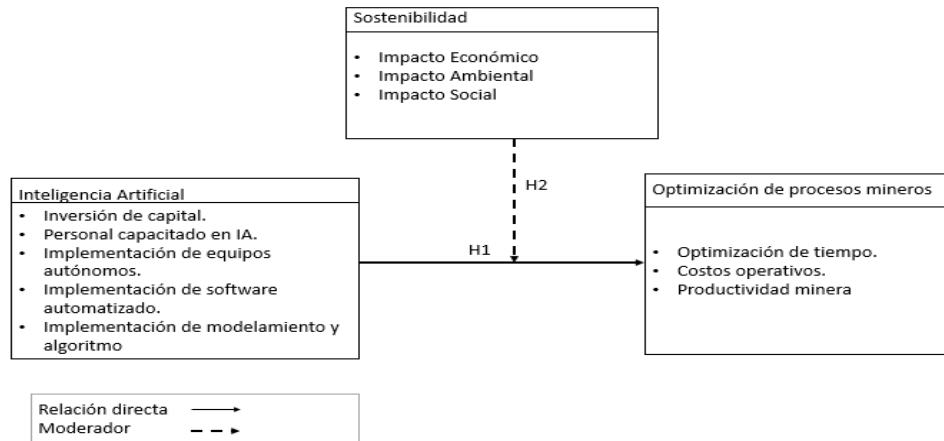 Sostenibilidad
• Impacto Económico
• Impacto Ambiental
• Impacto Social
H2
Inteligencia Artificial
• Inversión de capital.
• Personal capacitado en IA.
• Implementación de equipos
autónomos.
• Implementación de software
automatizado.
• Implementación de modelamiento y
algoritmo
H1
Optimización de procesos mineros
• Optimización de tiempo.
• Costos operativos.
• Productividad minera
Relación directa
Moderador